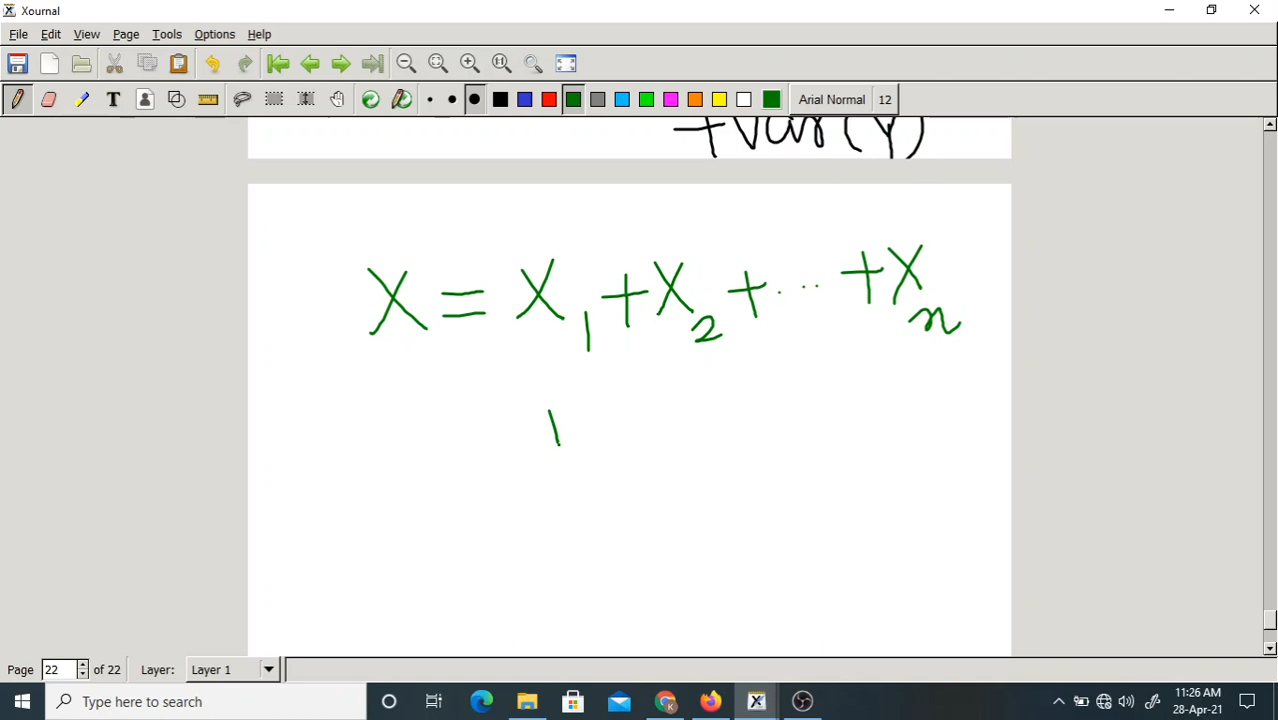 Xournal
File Edit View Page Tools Options Help
Arial Normal 12
+Var(Y)
X = X₁ + X₂ + ... + Xₙ
Page 22 of 22 Layer: Layer 1
Type here to search
11:26 AM
28-Apr-21